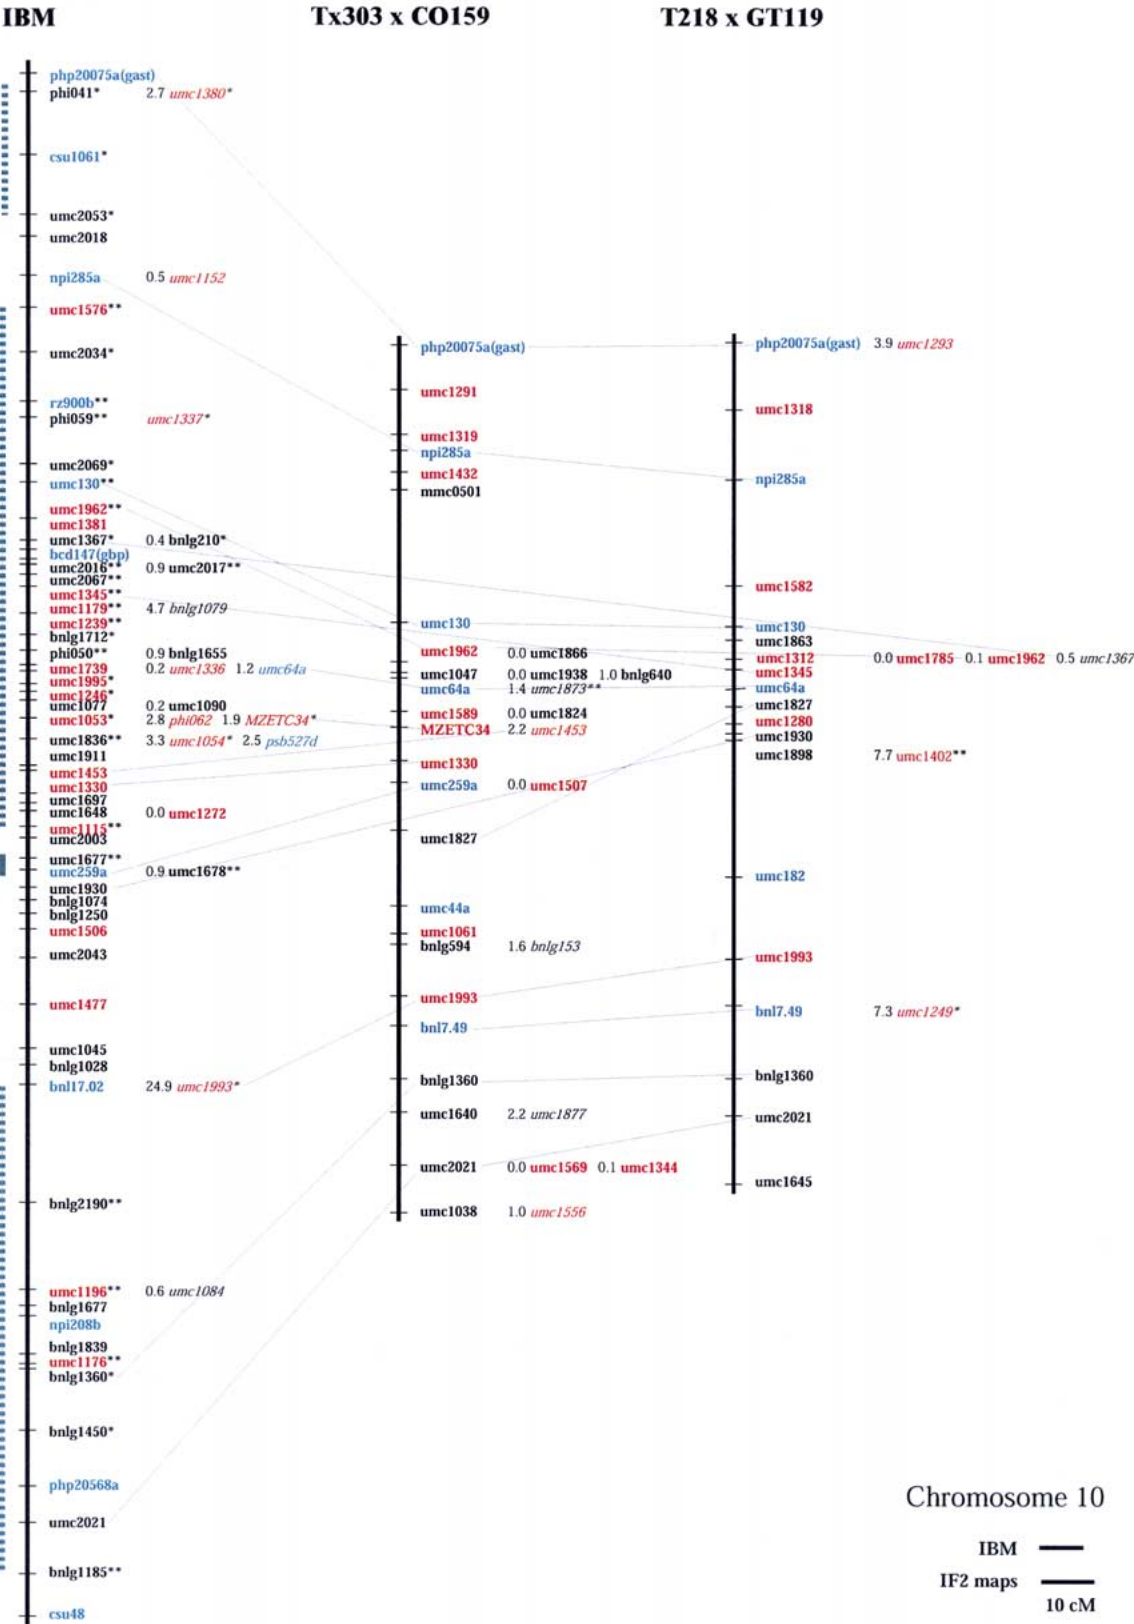 IBM
Tx303 x CO159
T218 x GT119
php20075a(gast)
phi041* 2.7 umc1380*
csu1061*
umc2053*
umc2018
npi285a 0.5 umc1152
umc1576**
umc2034*
rz900b**
phi059** umc1337*
umc2069*
umc130**
umc1962**
umc1381
umc1367* 0.4 bnlg210*
bcd147(gbp)
umc2016** 0.9 umc2017**
umc2067**
umc1345**
umc1179** 4.7 bnlg1079
umc1239**
bnlg1712*
phi050** 0.9 bnlg1655
umc1739 0.2 umc1336 1.2 umc64a
umc1995*
umc1246*
umc1077 0.2 umc1090
umc1053* 2.8 phi062 1.9 MZETC34*
umc1836** 3.3 umc1054* 2.5 psb527d
umc1911
umc1453
umc1330
umc1697
umc1648 0.0 umc1272
umc1115**
umc2003
umc1677**
umc259a 0.9 umc1678**
umc1930
bnlg1074
bnlg1250
umc1506
umc2043
umc1477
umc1045
bnlg1028
bnl17.02 24.9 umc1993*
bnlg2190**
umc1196** 0.6 umc1084
bnlg1677
npi208b
bnlg1839
umc1176**
bnlg1360*
bnlg1450*
php20568a
umc2021
bnlg1185**
csu48
php20075a(gast)
umc1291
umc1319
npi285a
umc1432
mmc0501
umc130
umc1962 0.0 umc1866
umc1047 0.0 umc1938 1.0 bnlg640
umc64a 1.4 umc1873**
umc1589 0.0 umc1824
MZETC34 2.2 umc1453
umc1330
umc259a 0.0 umc1507
umc1827
umc44a
umc1061
bnlg594 1.6 bnlg153
umc1993
bnl7.49
bnlg1360
umc1640 2.2 umc1877
umc2021 0.0 umc1569 0.1 umc1344
umc1038 1.0 umc1556
php20075a(gast) 3.9 umc1293
umc1318
npi285a
umc1582
umc130
umc1863
umc1312 0.0 umc1785 0.1 umc1962 0.5 umc1367
umc1345
umc64a
umc1827
umc1280
umc1930
umc1898 7.7 umc1402**
umc182
umc1993
bnl7.49 7.3 umc1249*
bnlg1360
umc2021
umc1645
Chromosome 10
IBM
IF2 maps
10 cM